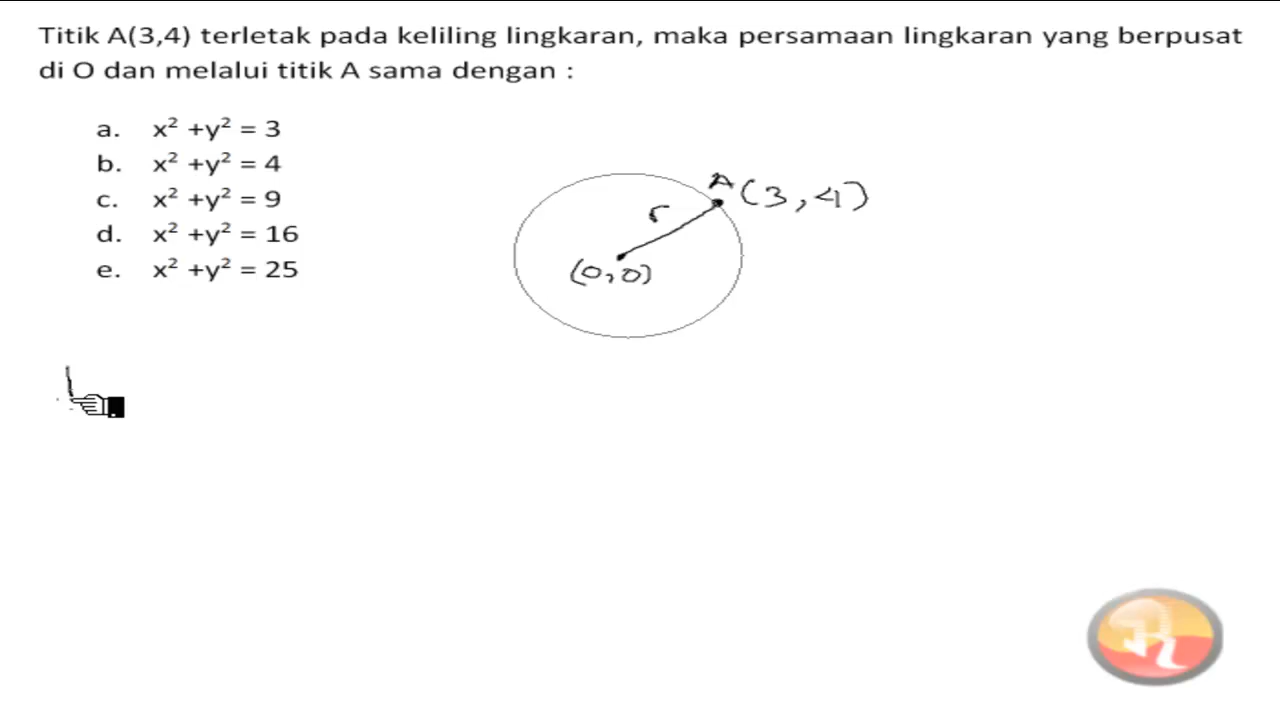 Titik A(3,4) terletak pada keliling lingkaran, maka persamaan lingkaran yang berpusat
di O dan melalui titik A sama dengan :
a. x² +y² = 3
b. x² +y² = 4
c. x² +y² = 9
d. x² +y² = 16
e. x² +y² = 25
A (3,4)
r
(0,0)